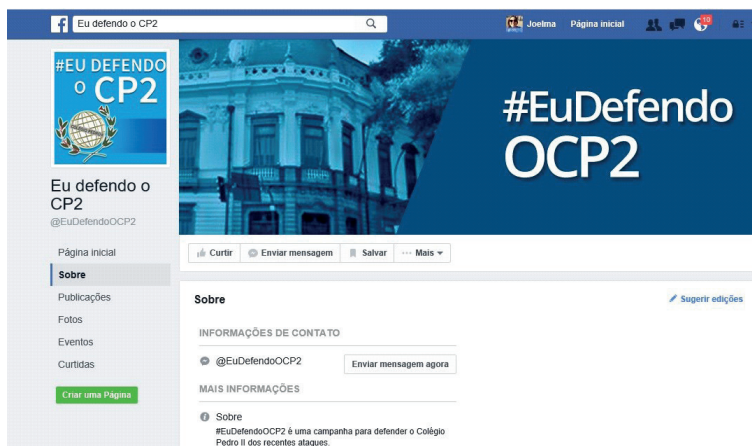 Eu defendo o CP2
Joelma
Página inicial
10
#EU DEFENDO
O CP2
#EuDefendo
OCP2
Eu defendo o
CP2
@EuDefendoOCP2
Página inicial
Sobre
Publicações
Fotos
Eventos
Curtidas
Criar uma Página
Curtir
Enviar mensagem
Salvar
Mais
Sobre
Sugerir edições
INFORMAÇÕES DE CONTATO
@EuDefendoOCP2
Enviar mensagem agora
MAIS INFORMAÇÕES
Sobre
#EuDefendoOCP2 é uma campanha para defender o Colégio
Pedro II dos recentes ataques.